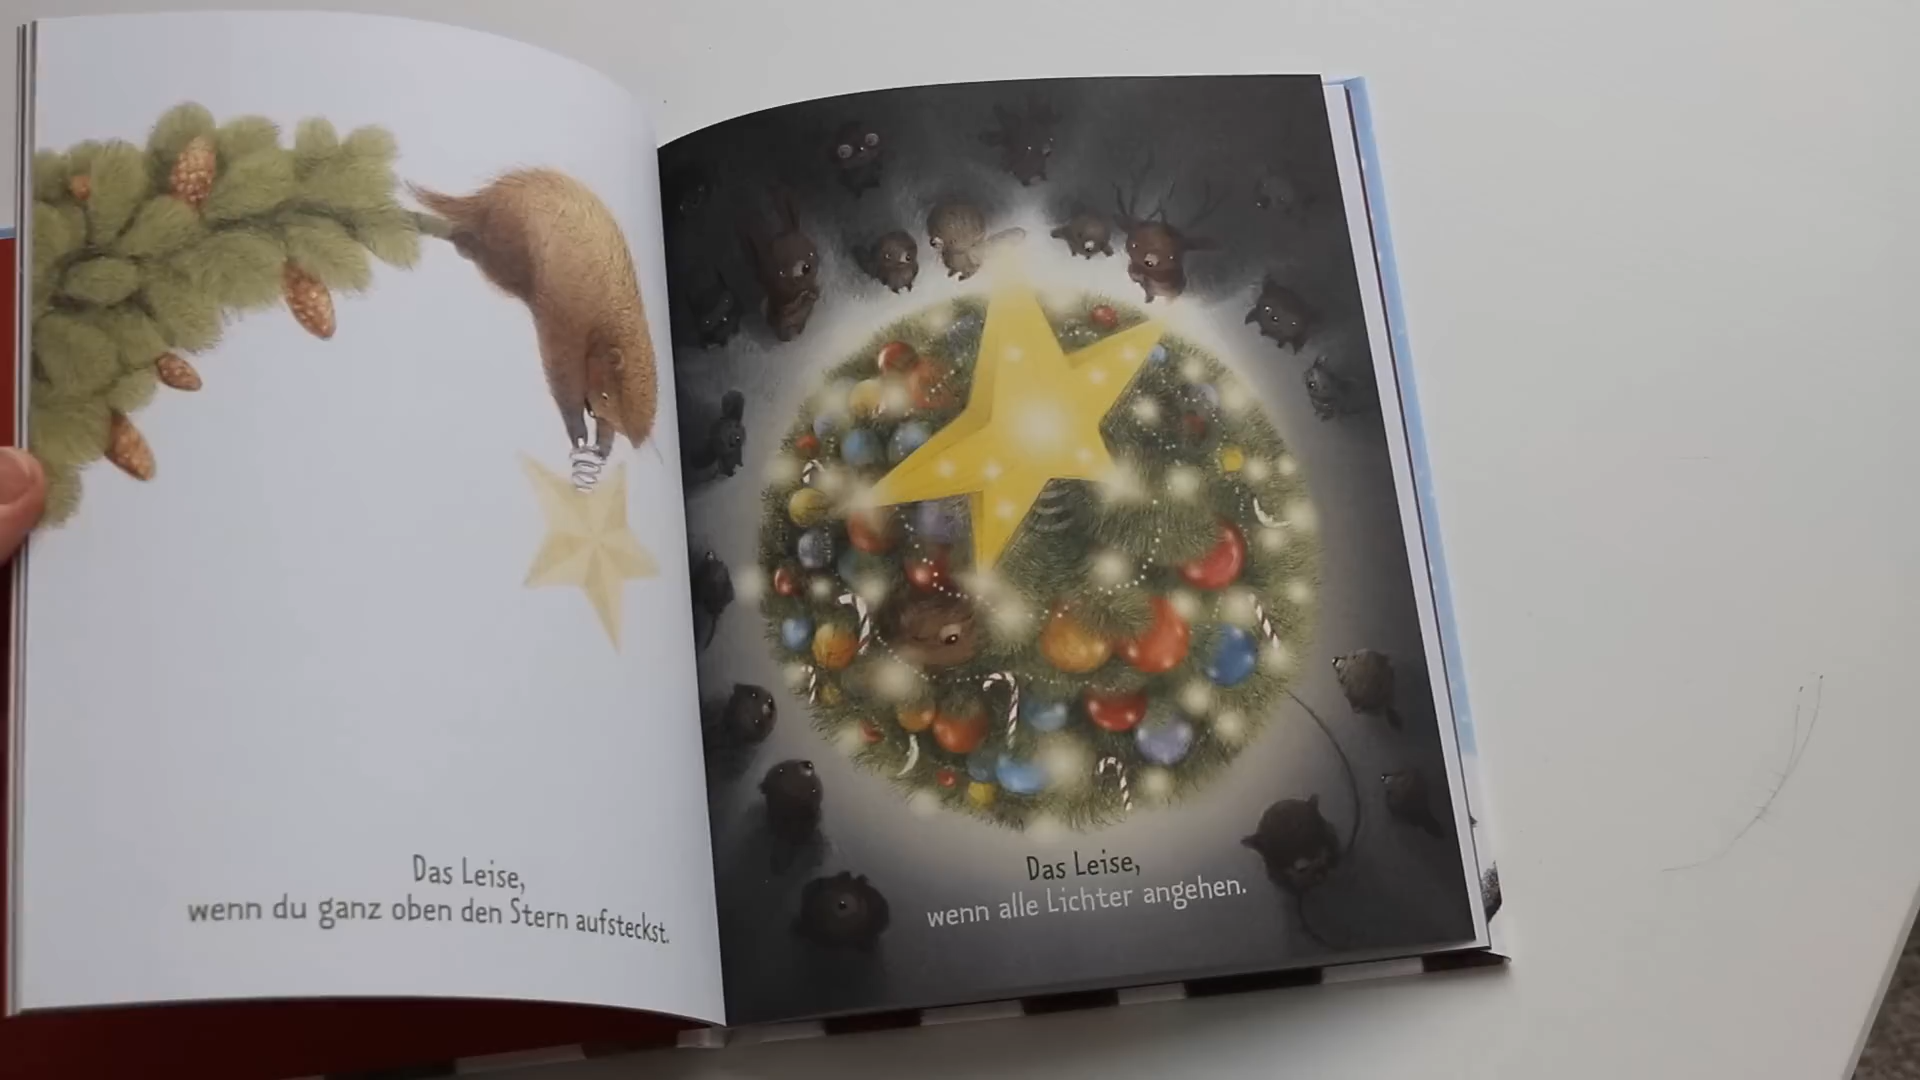 Das Leise,
wenn du ganz oben den Stern aufsteckst.
Das Leise,
wenn alle Lichter angehen.